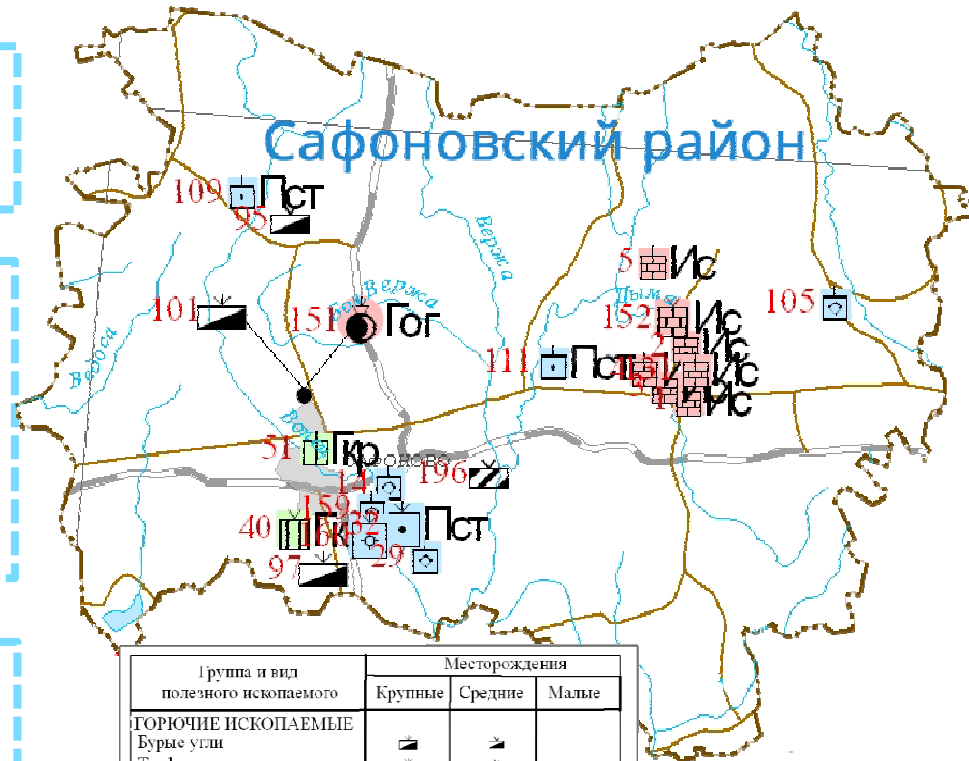 Сафоновский район
109 Пст
95
Вержа
5 Ис
101
Вержа
151 Гог
Дыма
152 Ис
105
Ис
Ведоса
111 Пст
Ис
Ис
51 Гкр
14
196
159
40 Гк
32
Пст
29
97
Группа и вид
полезного ископаемого
Месторождения
Крупные
Средние
Малые
ГОРЮЧИЕ ИСКОПАЕМЫЕ
Бурые угли